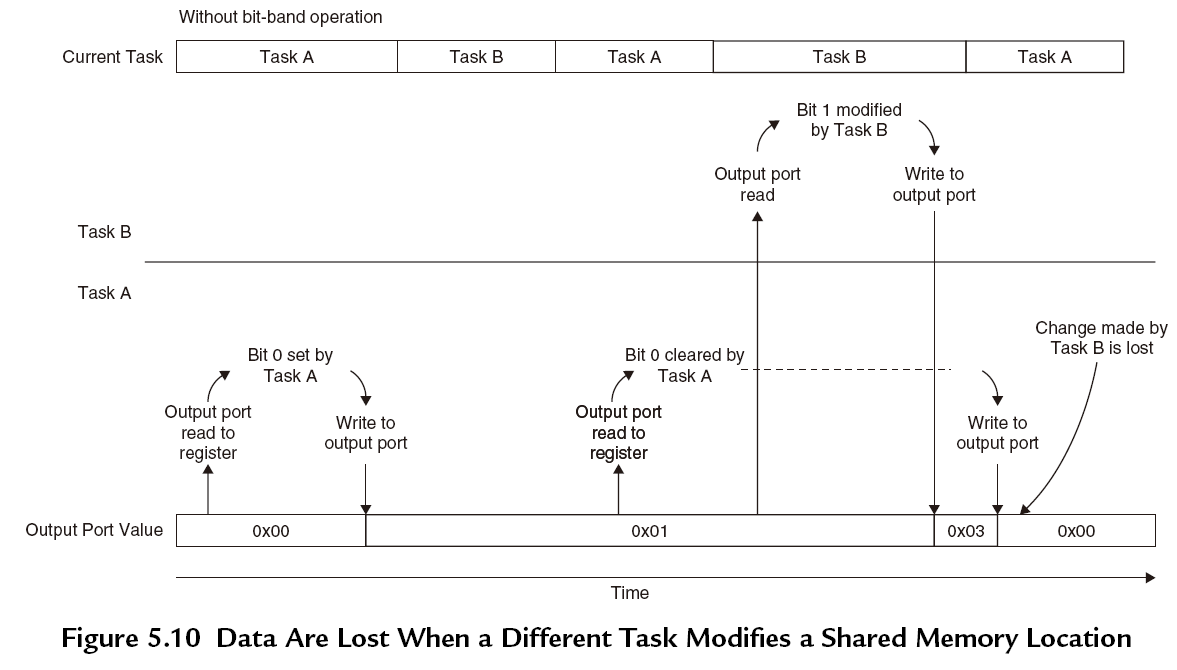 Without bit-band operation
Current Task
Task A
Task B
Task A
Task B
Task A
Bit 1 modified
by Task B
Output port
read
Write to
output port
Task B
Task A
Change made by
Task B is lost
Bit 0 set by
Task A
Bit 0 cleared by
Task A
Output port
read to
register
Write to
output port
Output port
read to
register
Write to
output port
Output Port Value
0x00
0x01
0x03
0x00
Time
Figure 5.10 Data Are Lost When a Different Task Modifies a Shared Memory Location